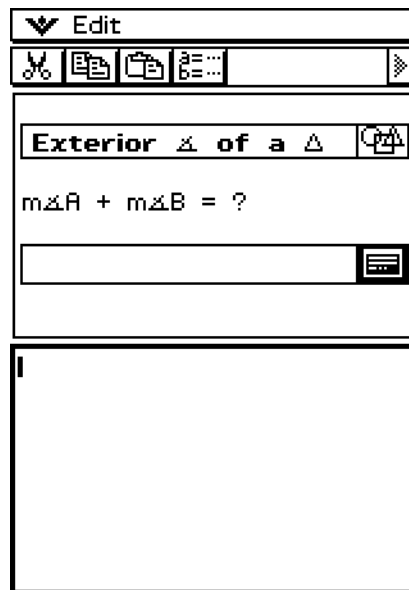 Edit
Exterior ∡ of a △
m∡A + m∡B = ?